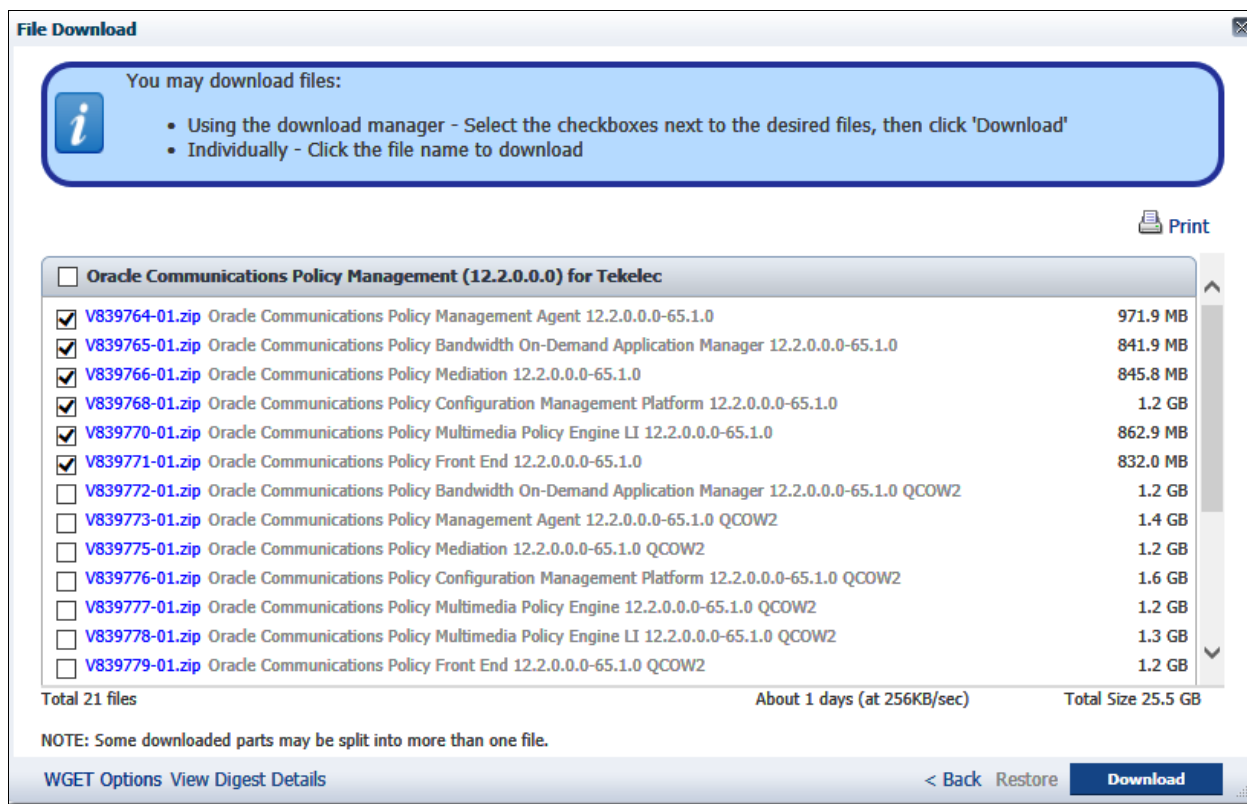 File Download
You may download files:
• Using the download manager - Select the checkboxes next to the desired files, then click 'Download'
• Individually - Click the file name to download
Print
Oracle Communications Policy Management (12.2.0.0.0) for Tekelec
V839764-01.zip Oracle Communications Policy Management Agent 12.2.0.0.0-65.1.0 971.9 MB
V839765-01.zip Oracle Communications Policy Bandwidth On-Demand Application Manager 12.2.0.0.0-65.1.0 841.9 MB
V839766-01.zip Oracle Communications Policy Mediation 12.2.0.0.0-65.1.0 845.8 MB
V839768-01.zip Oracle Communications Policy Configuration Management Platform 12.2.0.0.0-65.1.0 1.2 GB
V839770-01.zip Oracle Communications Policy Multimedia Policy Engine LI 12.2.0.0.0-65.1.0 862.9 MB
V839771-01.zip Oracle Communications Policy Front End 12.2.0.0.0-65.1.0 832.0 MB
V839772-01.zip Oracle Communications Policy Bandwidth On-Demand Application Manager 12.2.0.0.0-65.1.0 QCOW2 1.2 GB
V839773-01.zip Oracle Communications Policy Management Agent 12.2.0.0.0-65.1.0 QCOW2 1.4 GB
V839775-01.zip Oracle Communications Policy Mediation 12.2.0.0.0-65.1.0 QCOW2 1.2 GB
V839776-01.zip Oracle Communications Policy Configuration Management Platform 12.2.0.0.0-65.1.0 QCOW2 1.6 GB
V839777-01.zip Oracle Communications Policy Multimedia Policy Engine 12.2.0.0.0-65.1.0 QCOW2 1.2 GB
V839778-01.zip Oracle Communications Policy Multimedia Policy Engine LI 12.2.0.0.0-65.1.0 QCOW2 1.3 GB
V839779-01.zip Oracle Communications Policy Front End 12.2.0.0.0-65.1.0 QCOW2 1.2 GB
Total 21 files About 1 days (at 256KB/sec) Total Size 25.5 GB
NOTE: Some downloaded parts may be split into more than one file.
WGET Options View Digest Details < Back Restore Download